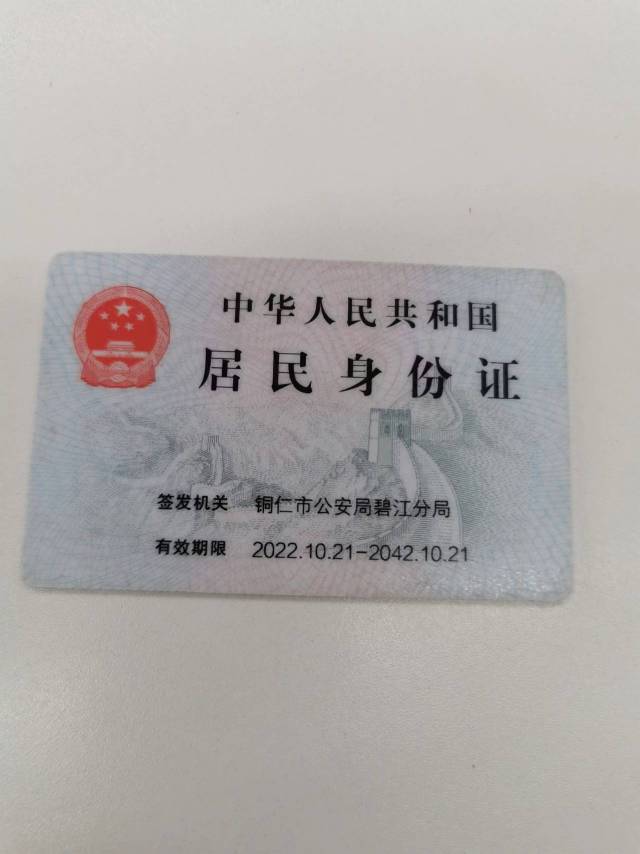 中华人民共和国
居民身份证
签发机关 铜仁市公安局碧江分局
有效期限 2022.10.21-2042.10.21